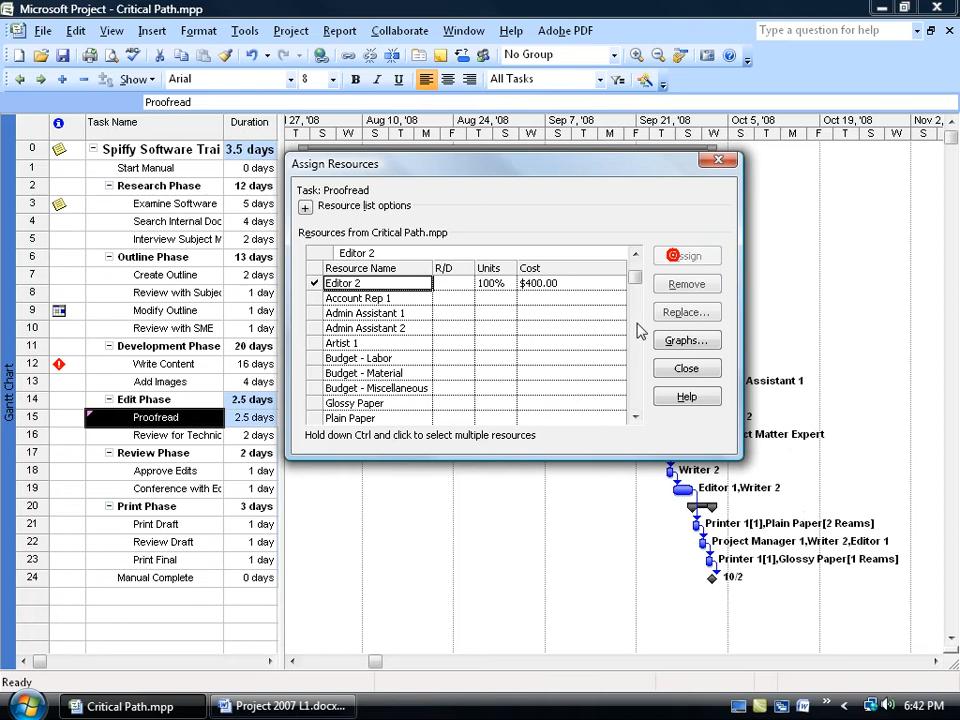 Microsoft Project - Critical Path.mpp
File Edit View Insert Format Tools Project Report Collaborate Window Help Adobe PDF
Type a question for help
No Group
Show Arial 8 B I U All Tasks
Proofread
Task Name Duration
27, '08 Aug 10, '08 Aug 24, '08 Sep 7, '08 Sep 21, '08 Oct 5, '08 Oct 19, '08 Nov 2,
T S W S T M F T S W S T M F T S W S T M F T
0 Spiffy Software Trai 3.5 days
1 Start Manual 0 days
2 Research Phase 12 days
3 Examine Software 5 days
4 Search Internal Doc 4 days
5 Interview Subject M 5 days
6 Outline Phase 13 days
7 Create Outline 2 days
8 Review with Subje 1 day
9 Modify Outline 1 day
10 Review with SME 1 day
11 Development Phase 20 days
12 Write Content 16 days
13 Add Images 4 days
14 Edit Phase 2.5 days
15 Proofread 2.5 days
16 Review for Technic 2 days
17 Review Phase 2 days
18 Approve Edits 1 day
19 Conference with Ec 1 day
20 Print Phase 3 days
21 Print Draft 1 day
22 Review Draft 1 day
23 Print Final 1 day
24 Manual Complete 0 days
Gantt Chart
Assign Resources
Task: Proofread
+ Resource list options
Resources from Critical Path.mpp
Editor 2
Resource Name R/D Units Cost
Editor 2 100% $400.00
Account Rep 1
Admin Assistant 1
Admin Assistant 2
Artist 1
Budget - Labor
Budget - Material
Budget - Miscellaneous
Glossy Paper
Plain Paper
Remove
Replace...
Graphs...
Close
Help
Hold down Ctrl and click to select multiple resources
Assistant 1
2
t Matter Expert
Writer 2
Editor 1,Writer 2
Printer 1[1],Plain Paper[2 Reams]
Project Manager 1,Writer 2,Editor 1
Printer 1[1],Glossy Paper[1 Reams]
10/2
Ready
Critical Path.mpp
Project 2007 L1.docx...
6:42 PM